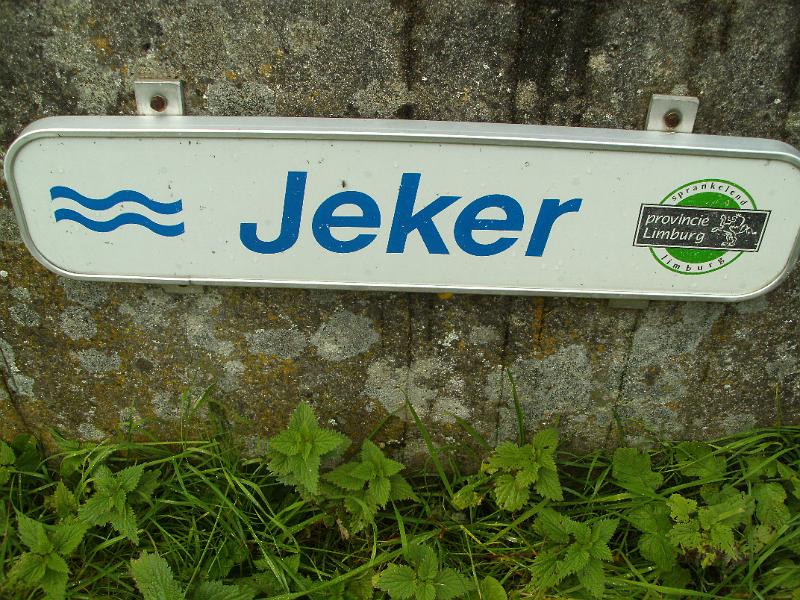 Jeker
sprankelend
provincie
Limburg
limburg